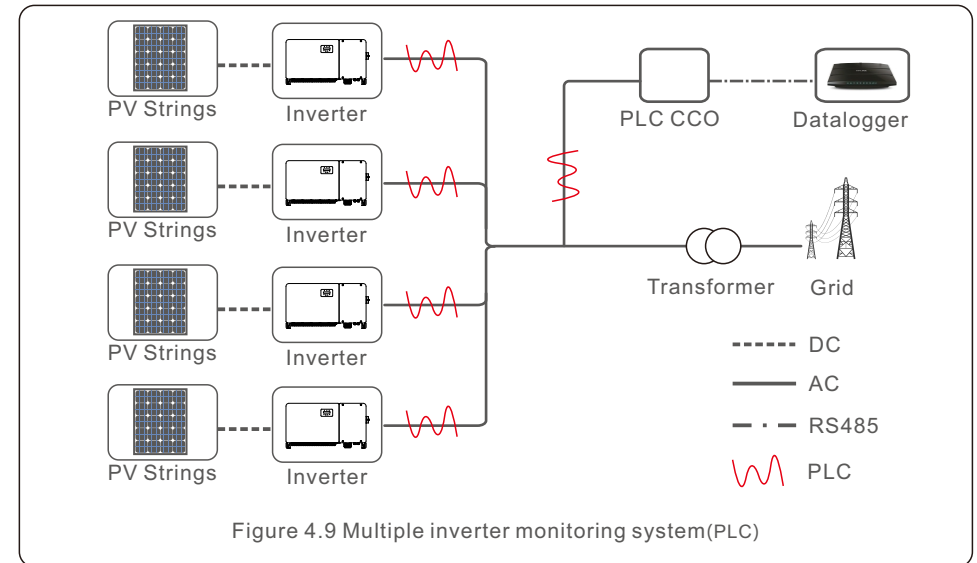 PV Strings
Inverter
PLC CCO
Datalogger
PV Strings
Inverter
Transformer
Grid
PV Strings
Inverter
DC
AC
RS485
PLC
PV Strings
Inverter
Figure 4.9 Multiple inverter monitoring system(PLC)